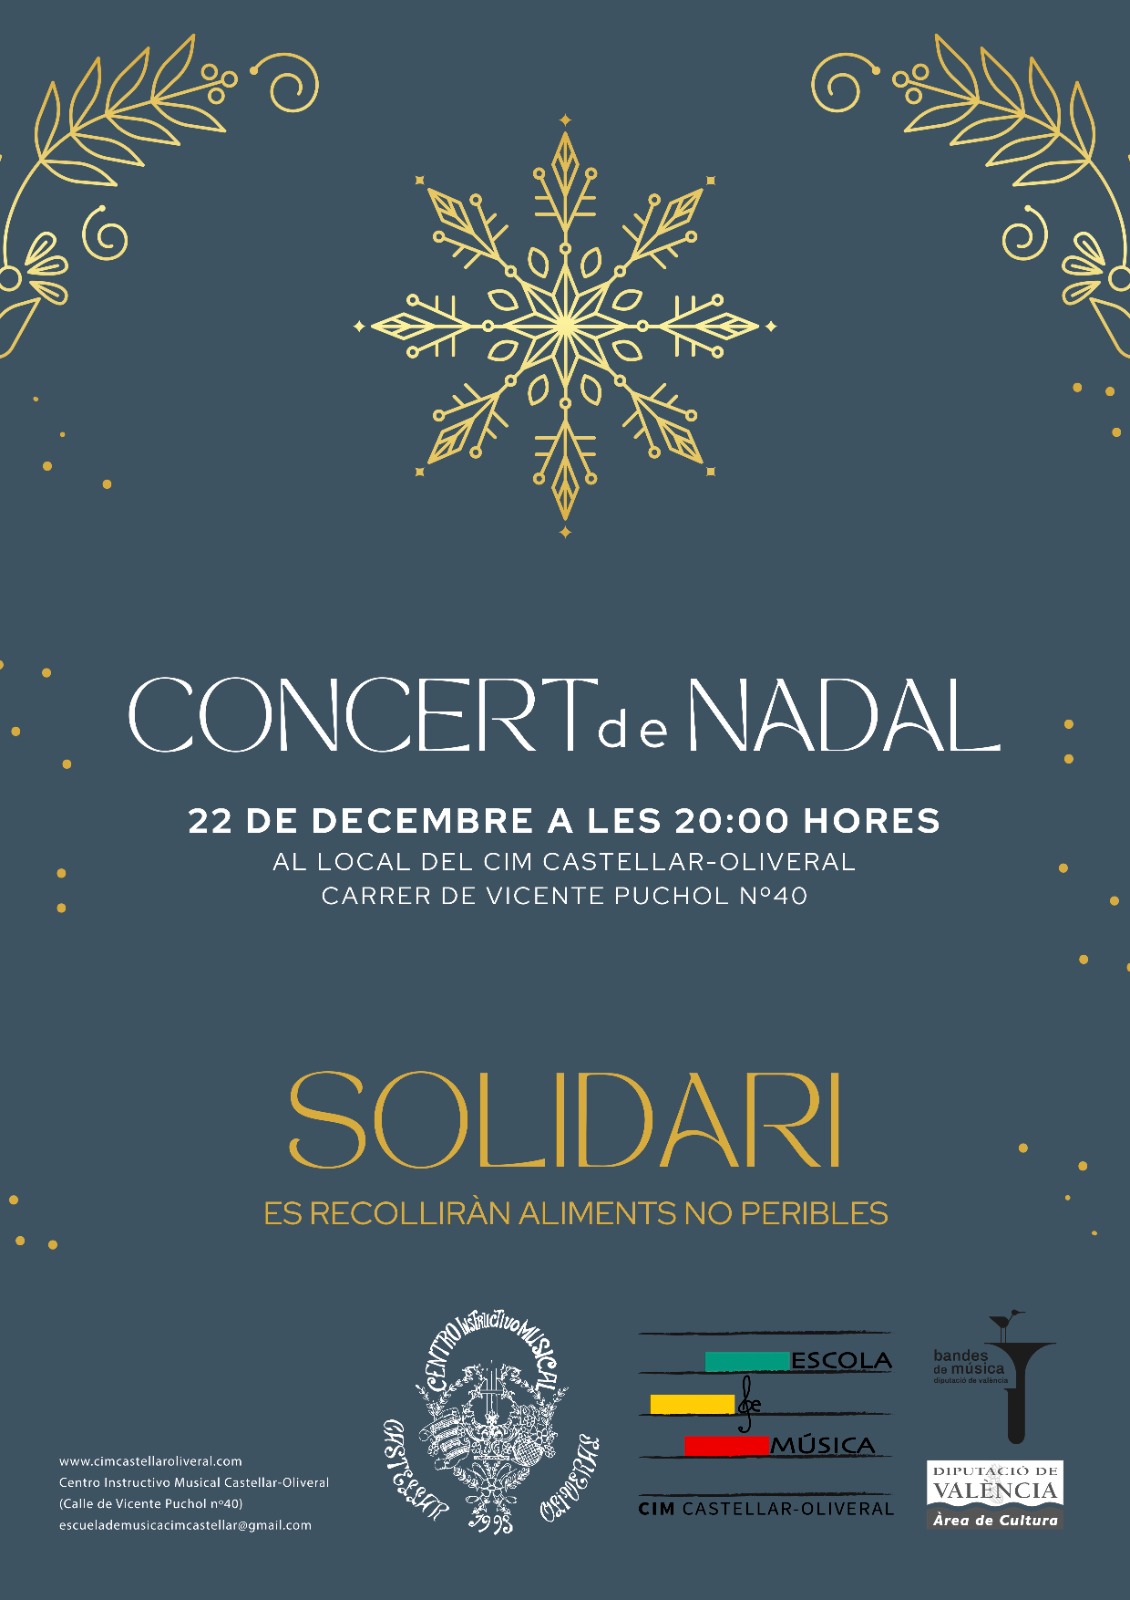 CONCERT de NADAL
22 DE DECEMBRE A LES 20:00 HORES
AL LOCAL DEL CIM CASTELLAR-OLIVERAL
CARRER DE VICENTE PUCHOL Nº40
SOLIDARI
ES RECOLLIRÀN ALIMENTS NO PERIBLES
www.cimcastellaroliveral.com
Centro Instructivo Musical Castellar-Oliveral
(Calle de Vicente Puchol nº40)
escuelademusicacimcastellar@gmail.com
CENTRO INSTRUCTIVO MUSICAL
CASTELLAR
OLIVERAL
ESCOLA
de
MÚSICA
CIM CASTELLAR-OLIVERAL
bandes
de música
diputació de valència
DIPUTACIÓ DE
VALÈNCIA
Àrea de Cultura